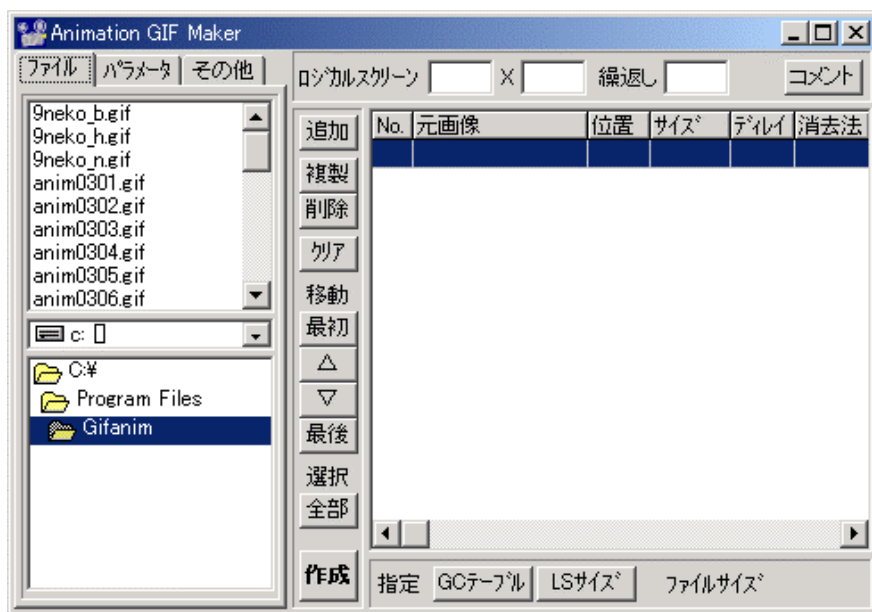 Animation GIF Maker
ファイル パラメータ その他
ロジカルスクリーン X 繰返し コメント
9neko_b.gif
9neko_h.gif
9neko_n.gif
anim0301.gif
anim0302.gif
anim0303.gif
anim0304.gif
anim0305.gif
anim0306.gif
c: []
C:¥
Program Files
Gifanim
追加
複製
削除
クリア
移動
最初
△
▽
最後
選択
全部
作成
No. 元画像 位置 サイズ ディレイ 消去法
指定 GCテーブル LSサイズ ファイルサイズ